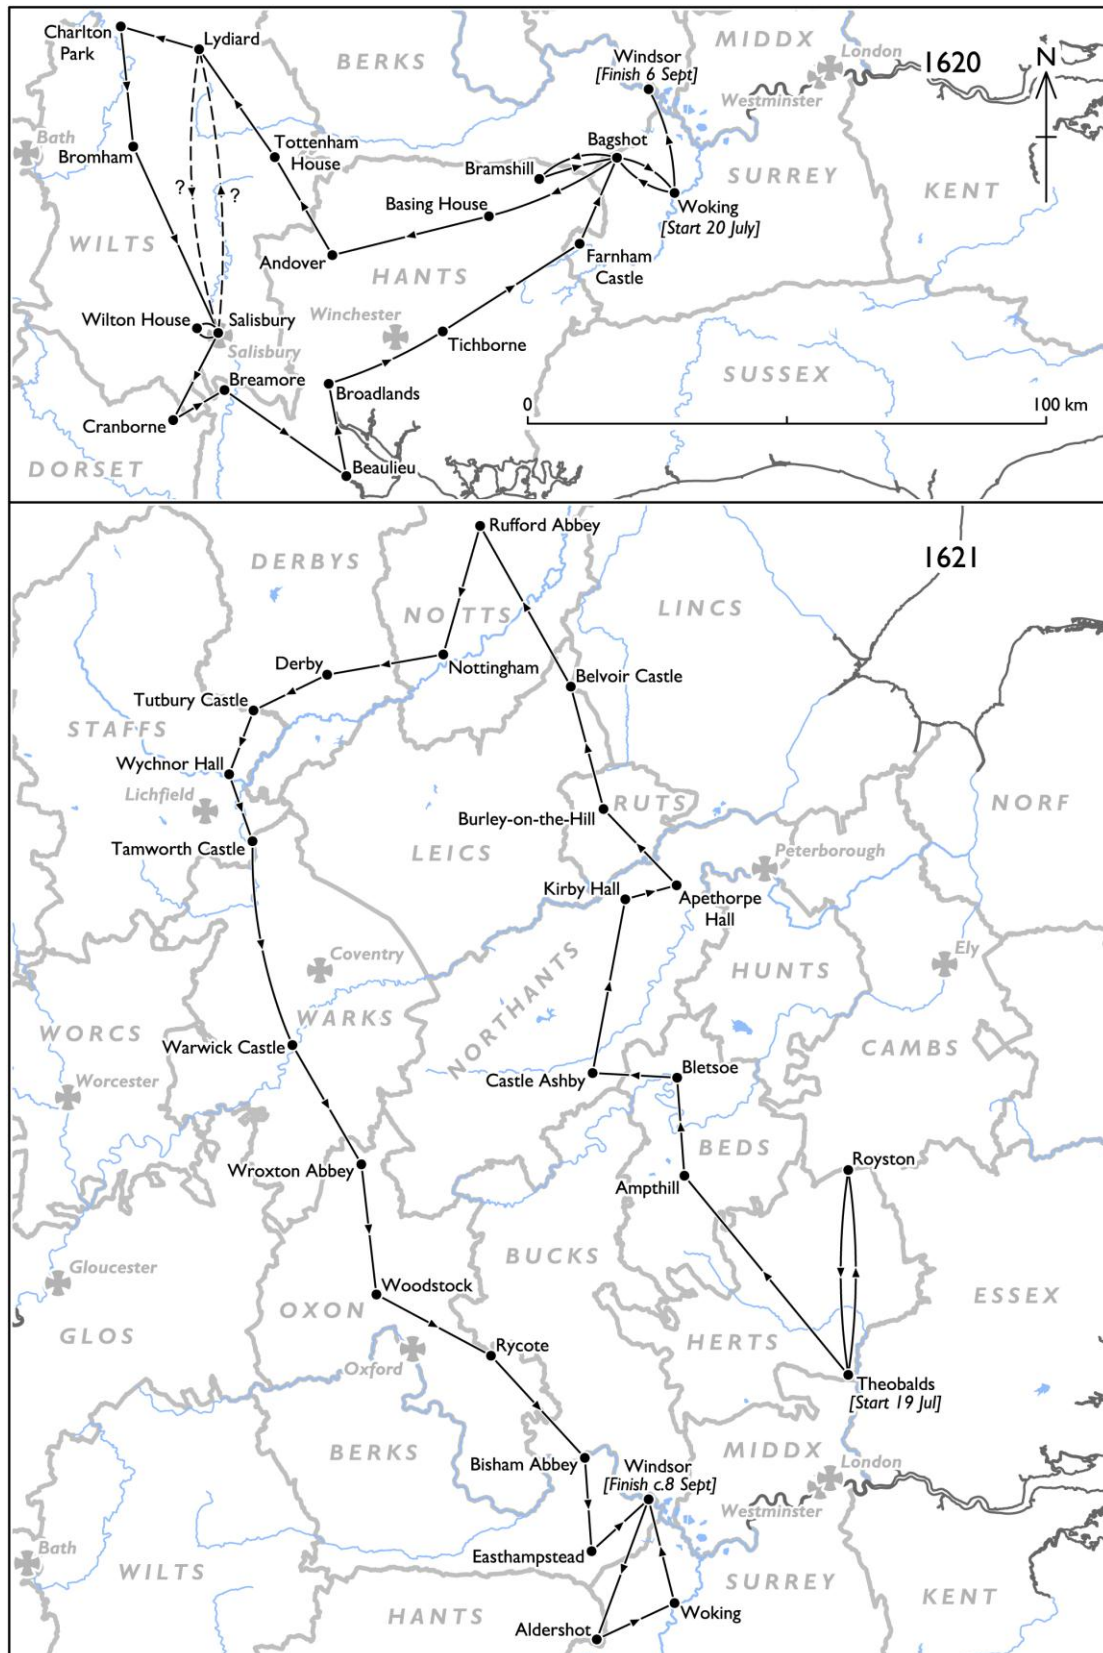 1620
N
Charlton
Park
Lydiard
BERKS
MIDDX
London
Windsor
[Finish 6 Sept]
Westminster
Bath
Bromham
Tottenham
House
Bagshot
Bramshill
SURREY
KENT
?
?
Basing House
Woking
[Start 20 July]
WILTS
Andover
HANTS
Farnham
Castle
Wilton House
Salisbury
Salisbury
Winchester
Tichborne
SUSSEX
Breamore
Broadlands
Cranborne
0
100 km
DORSET
Beaulieu
1621
Rufford Abbey
DERBYS
NOTTS
LINCS
Nottingham
Derby
Belvoir Castle
Tutbury Castle
STAFFS
Wychnor Hall
Lichfield
Burley-on-the-Hill
RUTS
NORF
Tamworth Castle
LEICS
Peterborough
Kirby Hall
Apethorpe
Hall
Coventry
Ely
HUNTS
NORTHANTS
WORCS
WARKS
Warwick Castle
CAMBS
Worcester
Castle Ashby
Bletsoe
BEDS
Royston
Wroxton Abbey
Ampthill
BUCKS
Gloucester
Woodstock
OXON
ESSEX
GLOS
Rycote
HERTS
Oxford
Theobalds
[Start 19 Jul]
BERKS
MIDDX
Bisham Abbey
Windsor
[Finish c.8 Sept]
London
Westminster
Bath
Easthampstead
WILTS
SURREY
KENT
HANTS
Woking
Aldershot